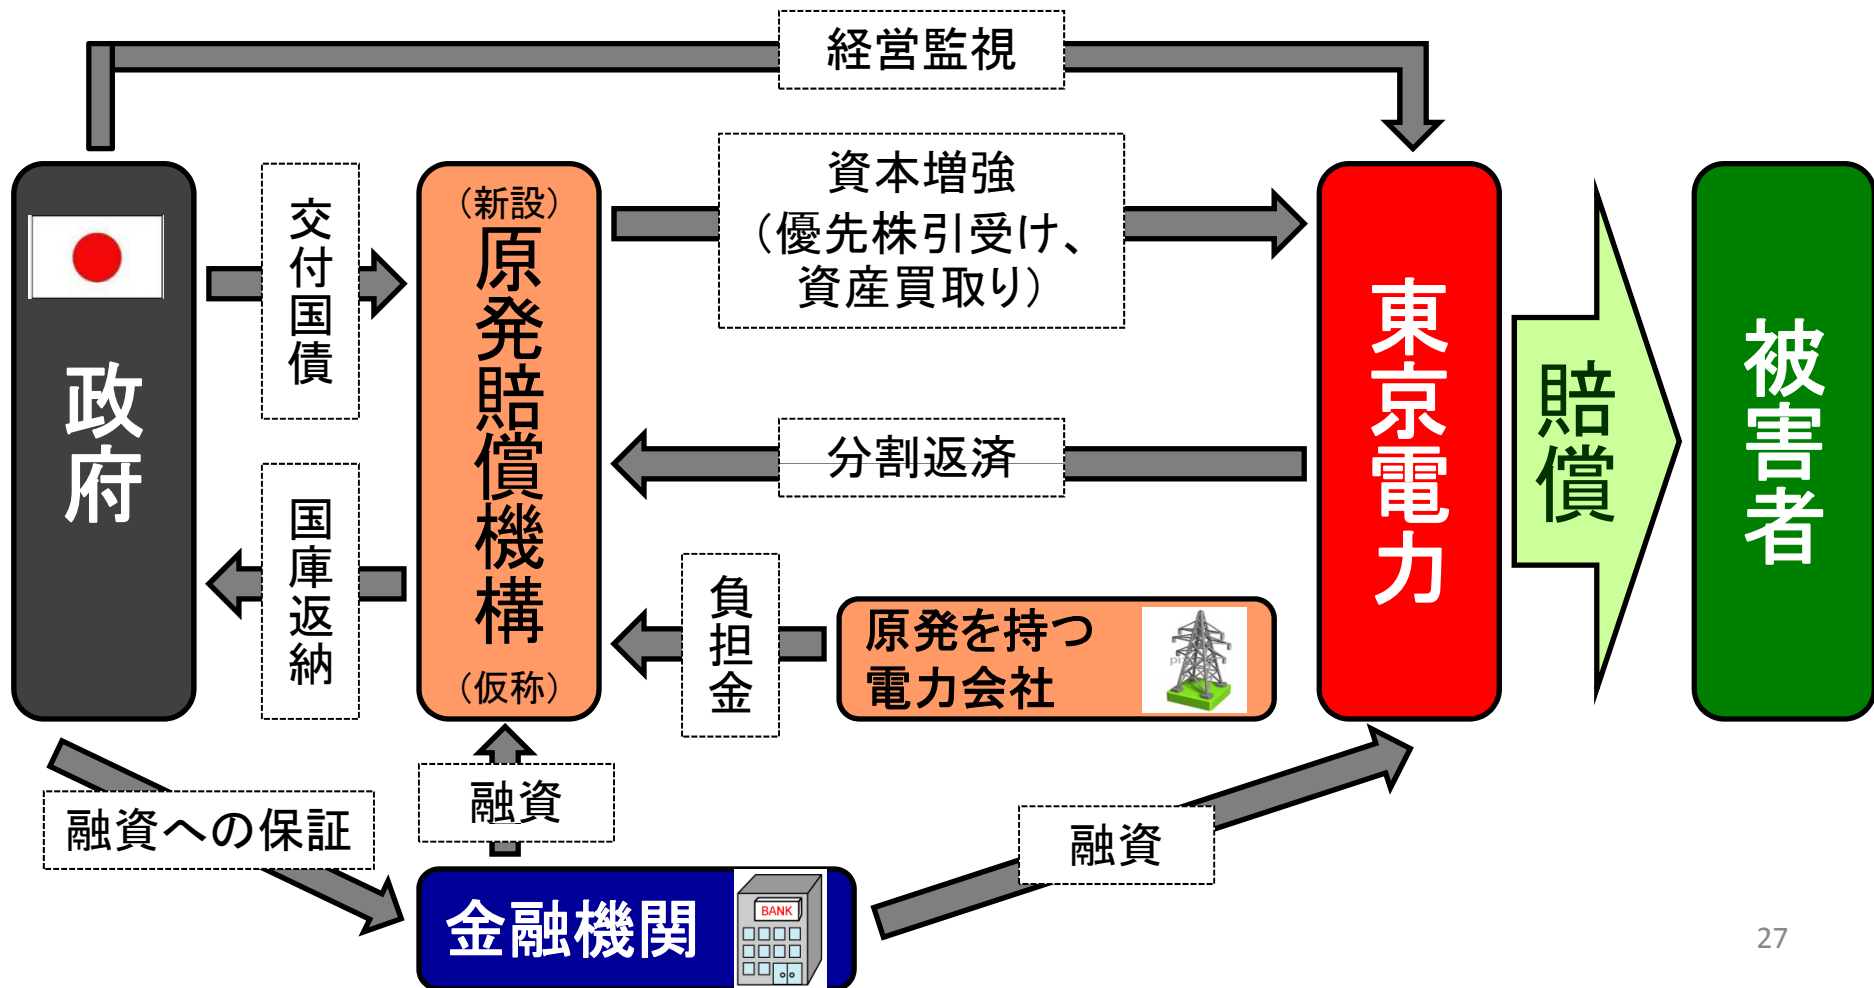 経営監視
政府
交付国債
国庫返納
（新設）
原発賠償機構
（仮称）
資本増強
（優先株引受け、
資産買取り）
分割返済
負担金
原発を持つ
電力会社
東京電力
賠償
被害者
融資への保証
融資
融資
金融機関
BANK
27